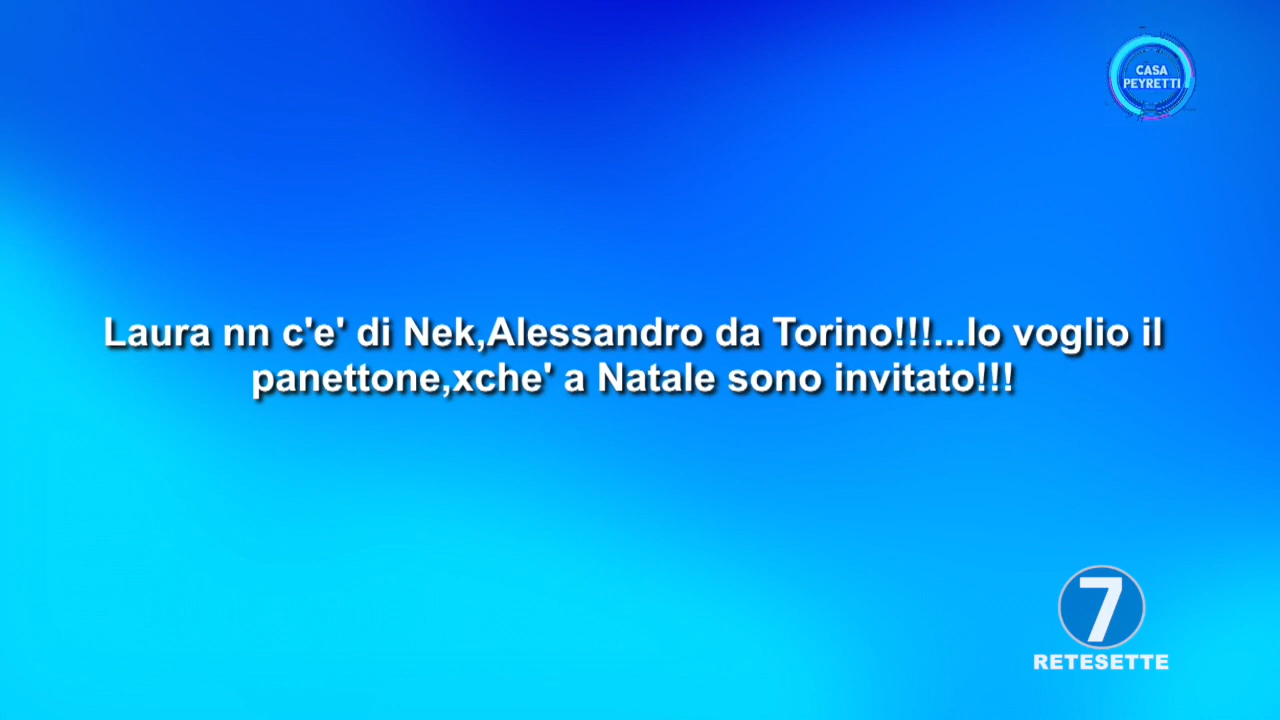 CASA
PEYRETTI
Laura nn c'e' di Nek,Alessandro da Torino!!!...Io voglio il
panettone,xche' a Natale sono invitato!!!
7
RETESETTE